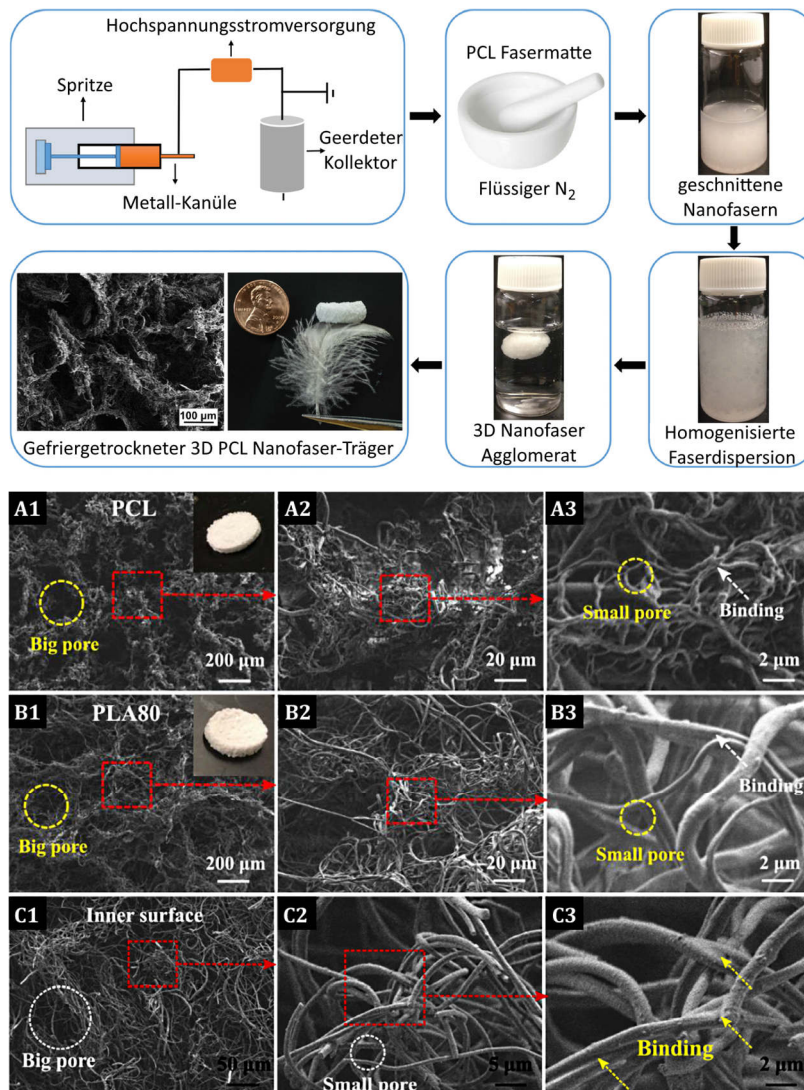 Hochspannungsstromversorgung
Spritze
Geerdeter
Kollektor
Metall-Kanüle
PCL Fasermatte
Flüssiger N₂
geschnittene
Nanofasern
100 µm
Gefriergetrockneter 3D PCL Nanofaser-Träger
3D Nanofaser
Agglomerat
Homogenisierte
Faserdispersion
A1
PCL
Big pore
200 µm
A2
20 µm
A3
Small pore
Binding
2 µm
B1
PLA80
Big pore
200 µm
B2
20 µm
B3
Binding
Small pore
2 µm
C1
Inner surface
Big pore
50 µm
C2
Small pore
5 µm
C3
Binding
2 µm